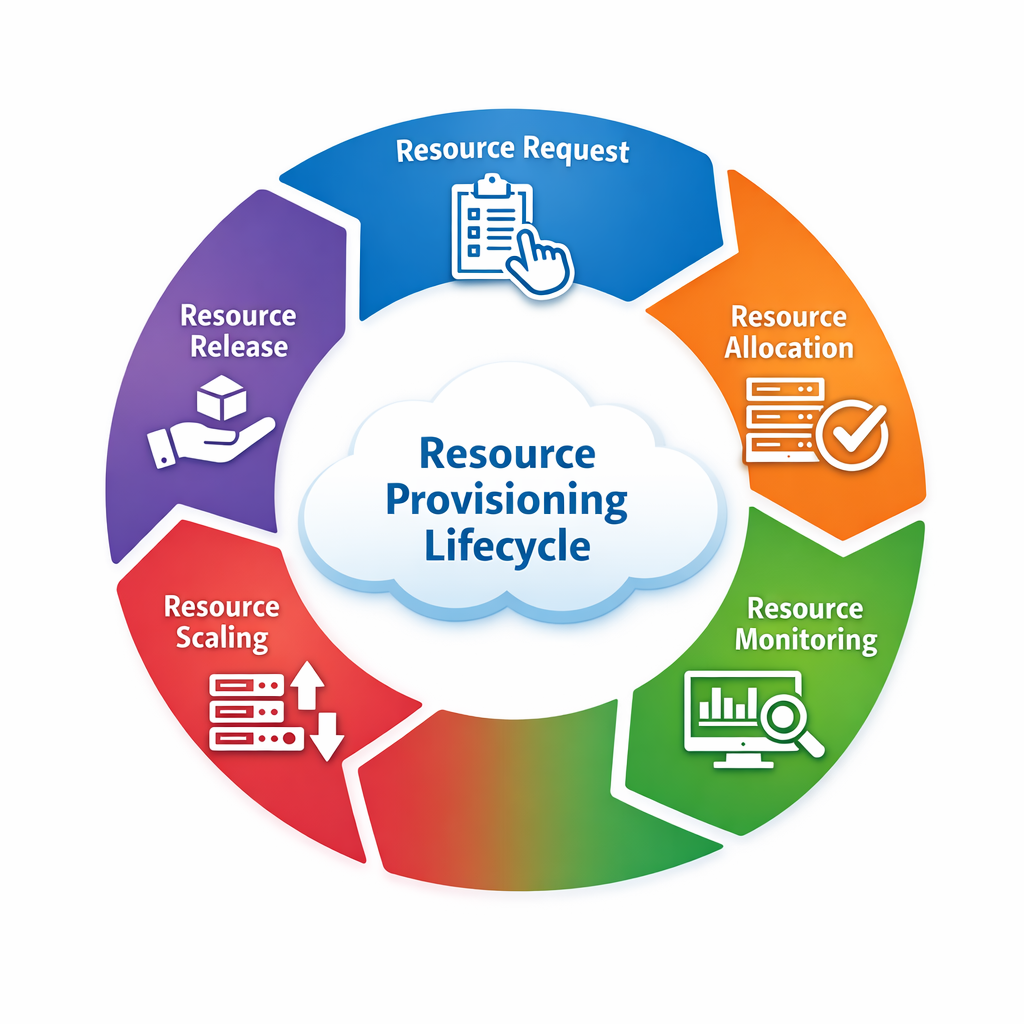 Resource Request
Resource
Allocation
Resource
Monitoring
Resource
Scaling
Resource
Release
Resource
Provisioning
Lifecycle